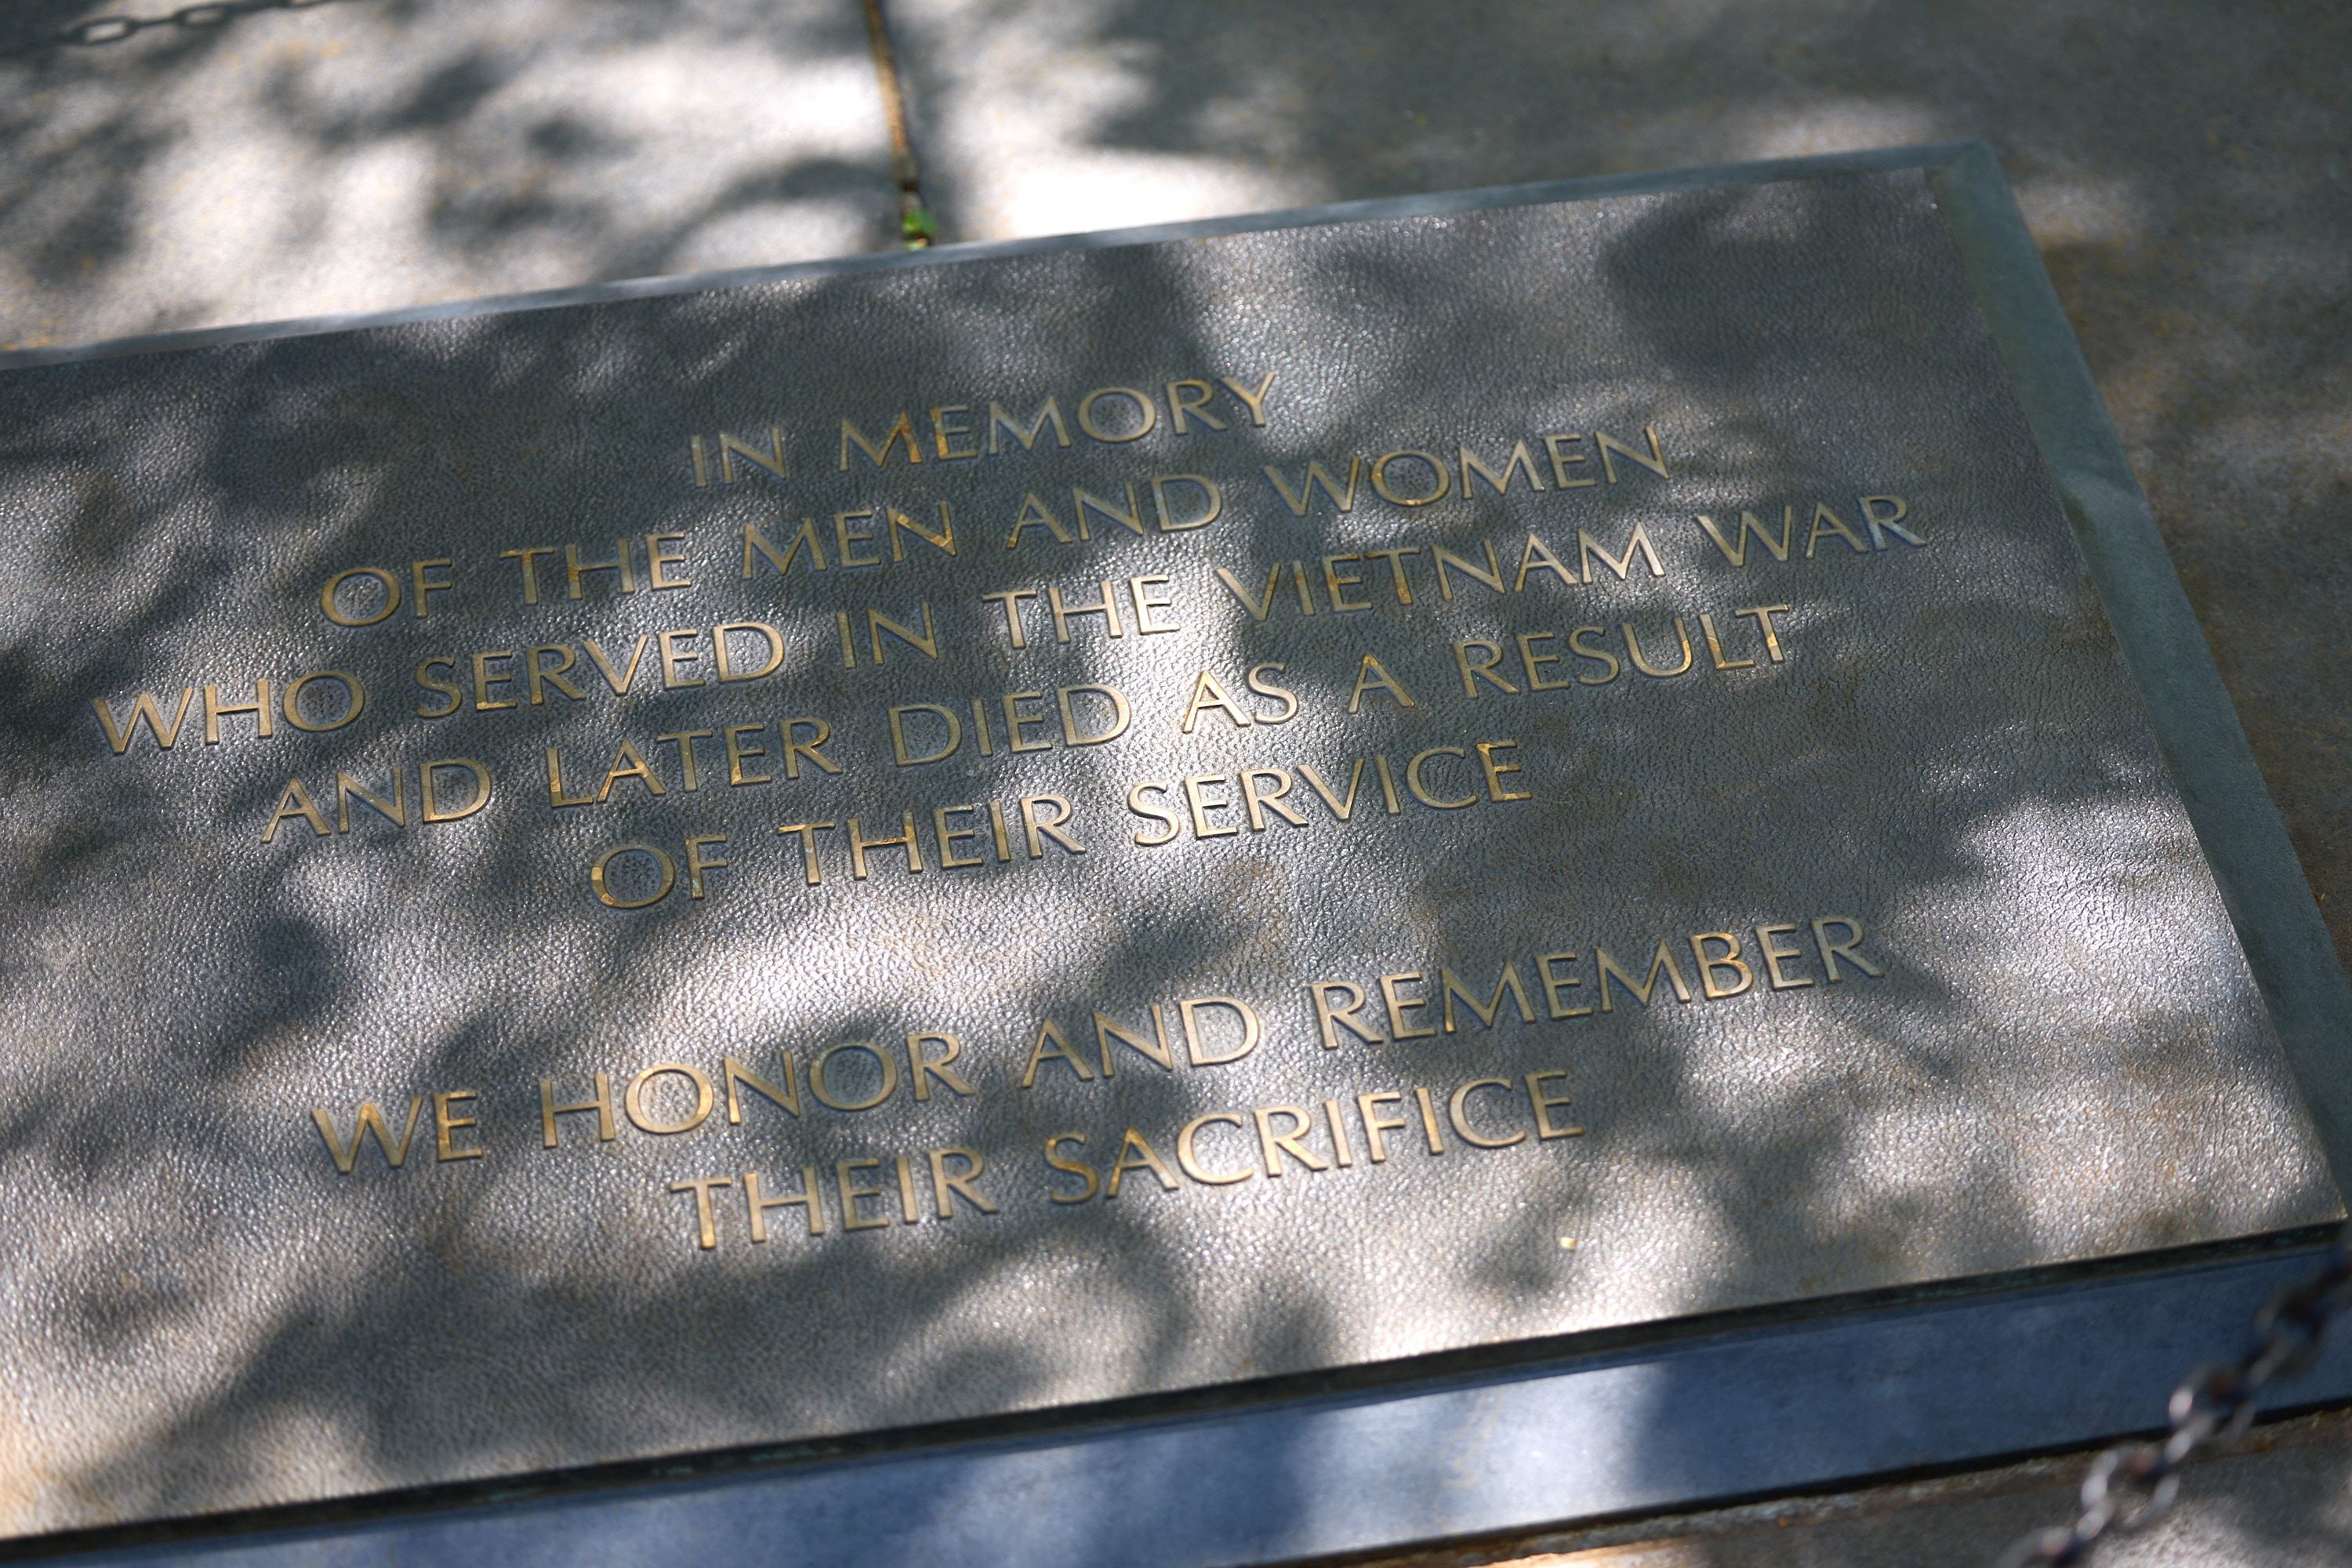 IN MEMORY
OF THE MEN AND WOMEN
WHO SERVED IN THE VIETNAM WAR
AND LATER DIED AS A RESULT
OF THEIR SERVICE
WE HONOR AND REMEMBER
THEIR SACRIFICE